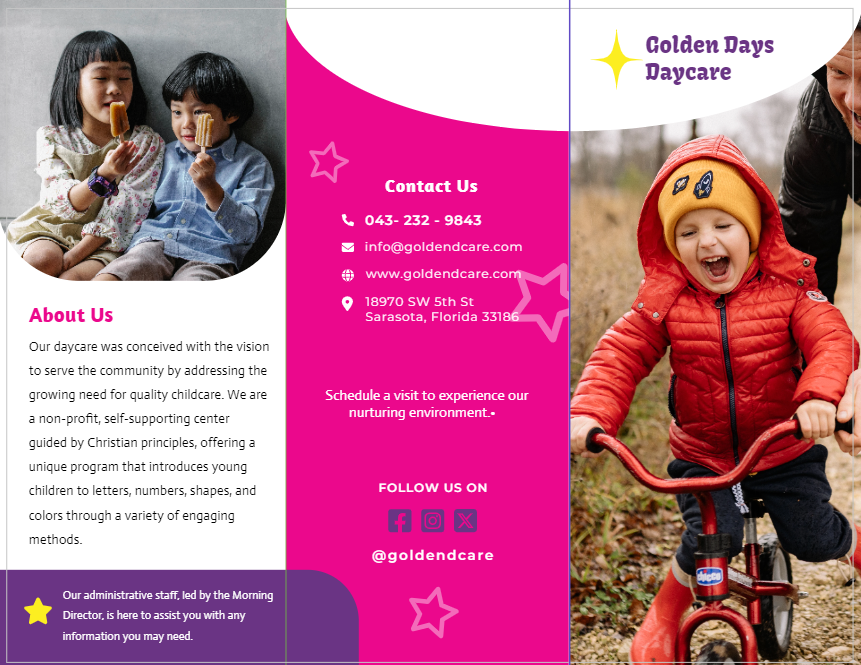 About Us
Our daycare was conceived with the vision
to serve the community by addressing the
growing need for quality childcare. We are
a non-profit, self-supporting center
guided by Christian principles, offering a
unique program that introduces young
children to letters, numbers, shapes, and
colors through a variety of engaging
methods.
Our administrative staff, led by the Morning
Director, is here to assist you with any
information you may need.
Contact Us
043- 232 - 9843
info@goldendcare.com
www.goldendcare.com
18970 SW 5th St
Sarasota, Florida 33186
Schedule a visit to experience our
nurturing environment.•
FOLLOW US ON
@goldendcare
Golden Days
Daycare